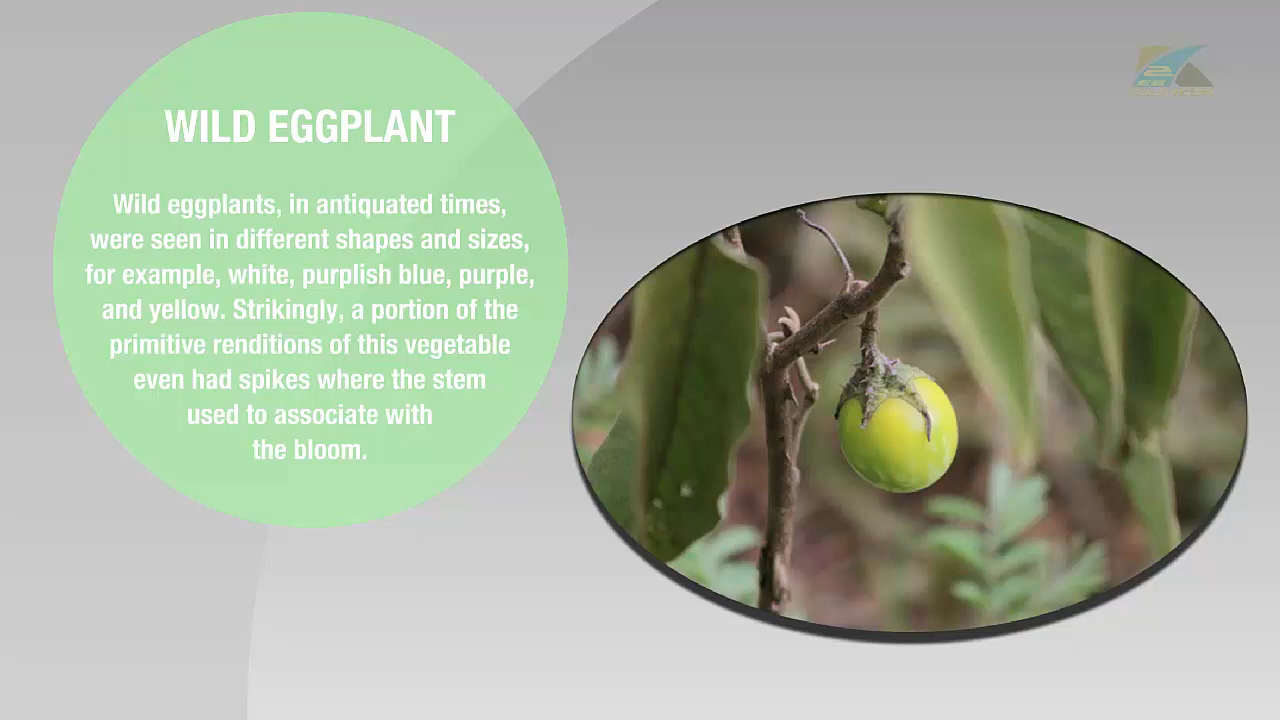 WILD EGGPLANT
Wild eggplants, in antiquated times,
were seen in different shapes and sizes,
for example, white, purplish blue, purple,
and yellow. Strikingly, a portion of the
primitive renditions of this vegetable
even had spikes where the stem
used to associate with
the bloom.